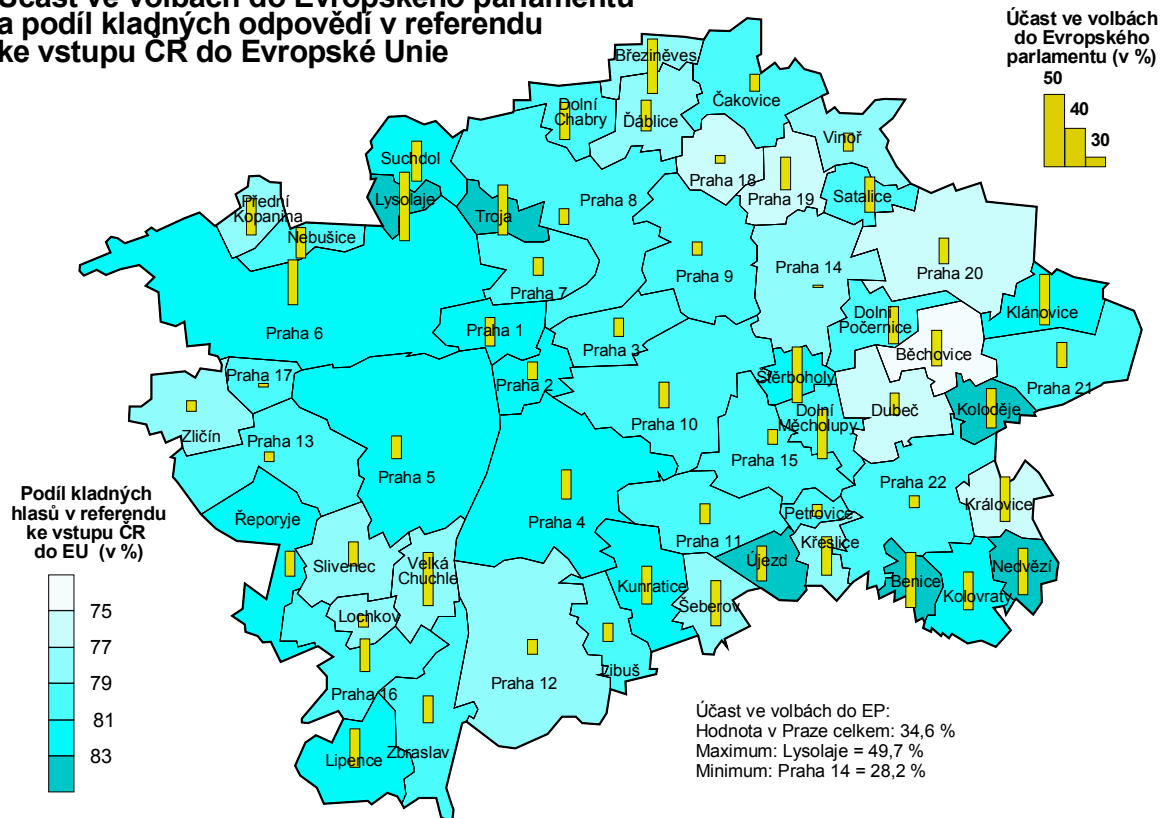 Účast ve volbách do Evropského parlamentu
a podíl kladných odpovědí v referendu
ke vstupu ČR do Evropské Unie
Účast ve volbách
do Evropského
parlamentu (v %)
50
40
30
Březiněves
Čakovice
Dolní
Chabry
Ďáblice
Vinoř
Suchdol
Praha 18
Praha 19
Satalice
Lysolaje
Troja
Praha 8
Přední
Kopanina
Nebušice
Praha 9
Praha 14
Praha 20
Praha 7
Praha 6
Praha 1
Praha 3
Dolní
Počernice
Klánovice
Běchovice
Praha 17
Praha 2
Štěrboholy
Praha 21
Zličín
Praha 10
Dolní
Měcholupy
Dubeč
Koloděje
Praha 13
Praha 5
Praha 15
Praha 22
Podíl kladných
hlasů v referendu
ke vstupu ČR
do EU (v %)
75
77
79
81
83
Řeporyje
Praha 4
Praha 11
Petrovice
Královice
Křeslice
Slivenec
Velká
Chuchle
Kunratice
Újezd
Benice
Nedvězí
Kolovraty
Šeberov
Lochkov
Libuš
Praha 12
Praha 16
Zbraslav
Lipence
Účast ve volbách do EP:
Hodnota v Praze celkem: 34,6 %
Maximum: Lysolaje = 49,7 %
Minimum: Praha 14 = 28,2 %